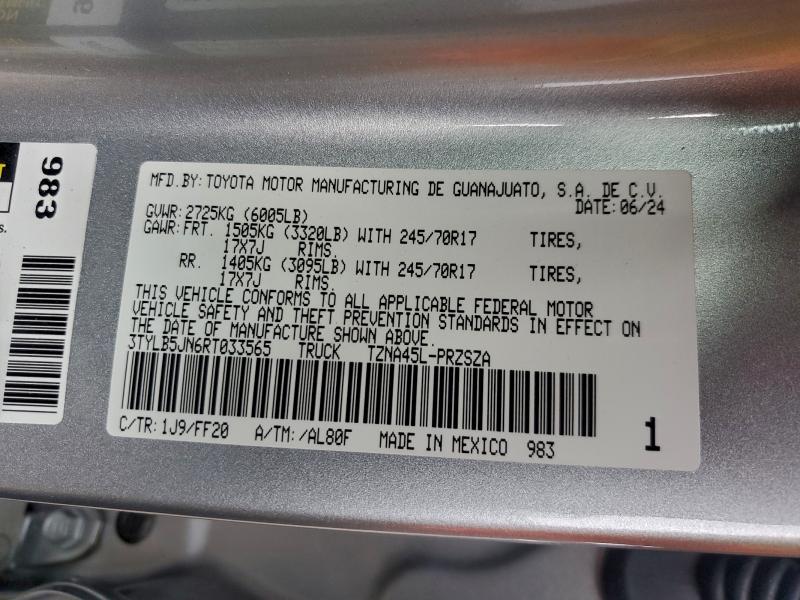 983
s.
MFD.BY:TOYOTA MOTOR MANUFACTURING DE GUANAJUATO, S.A. DE C.V.
DATE:06/24
GVWR:2725KG (6005LB)
GAWR:FRT. 1505KG (3320LB) WITH 245/70R17 TIRES,
17X7J RIMS.
RR. 1405KG (3095LB) WITH 245/70R17 TIRES,
17X7J RIMS.
THIS VEHICLE CONFORMS TO ALL APPLICABLE FEDERAL MOTOR
VEHICLE SAFETY AND THEFT PREVENTION STANDARDS IN EFFECT ON
THE DATE OF MANUFACTURE SHOWN ABOVE.
3TYLB5JN6RT033565 TRUCK TZNA45L-PRZSZA
C/TR:1J9/FF20 A/TM:/AL80F MADE IN MEXICO 983
1